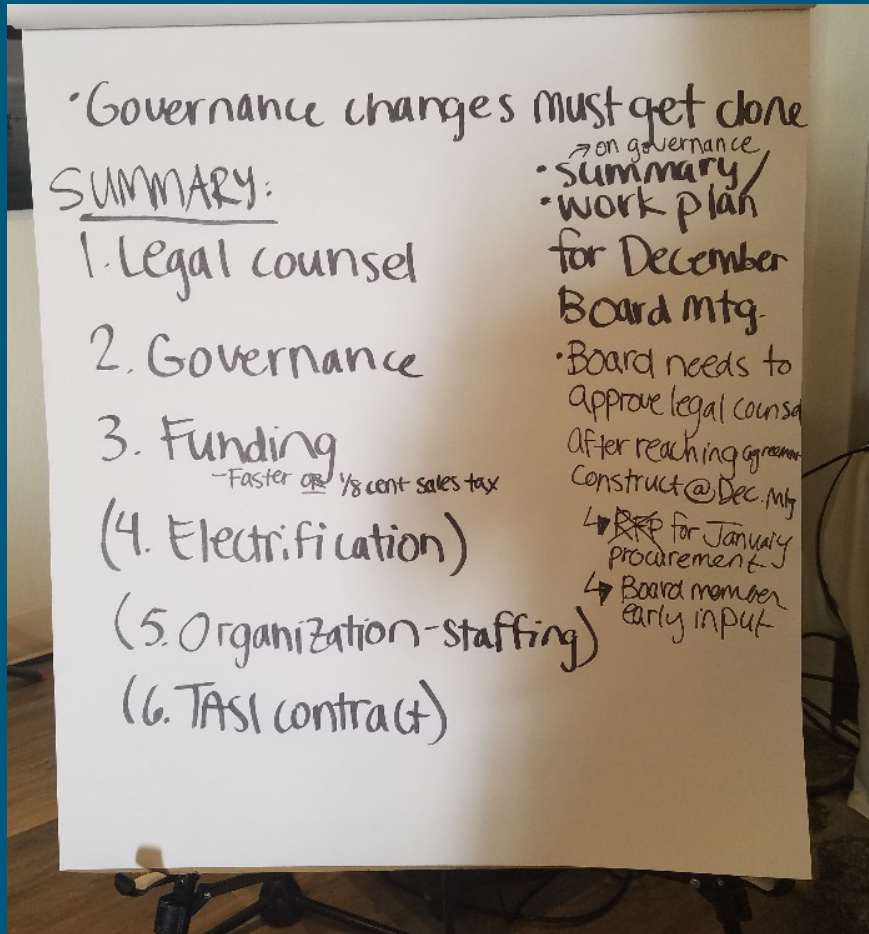 ·Governance changes must get done
SUMMARY:
1. Legal counsel
2. Governance
3. Funding
-Faster OR 1/8 cent sales tax
(4. Electrification)
(5. Organization-staffing)
(6. TASI contract)
↗ on governance
·summary/
·work plan
for December
Board mtg.
·Board needs to
approve legal counsel
after reaching agreement
construct @ Dec. Mtg
↳ RFP for January
procurement
↳ Board member
early input